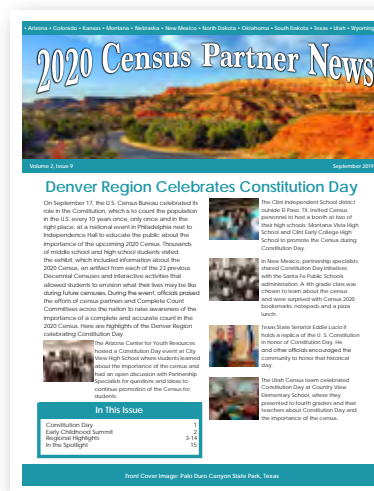 • Arizona • Colorado • Kansas • Montana • Nebraska • New Mexico • North Dakota • Oklahoma • South Dakota • Texas • Utah • Wyoming
2020 Census Partner News
Volume 2, Issue 9
September 2019
Denver Region Celebrates Constitution Day
On September 17, the U.S. Census Bureau celebrated its
role in the Constitution, which is to count the population
in the U.S. every 10 years once, only once and in the
right place, at a national event in Philadelphia next to
Independence Hall to educate the public about the
importance of the upcoming 2020 Census. Thousands
of middle school and high school students visited
the exhibit, which included information about the
2020 Census, an artifact from each of the 23 previous
Decennial Censuses and interactive activities that
allowed students to envision what their lives may be like
during future censuses. During the event, officials praised
the efforts of census partners and Complete Count
Committees across the nation to raise awareness of the
importance of a complete and accurate count in the
2020 Census. Here are highlights of the Denver Region
celebrating Constitution Day.
The Arizona Center for Youth Resources
hosted a Constitution Day event at City
View High School where students learned
about the importance of the census and
had an open discussion with Partnership
Specialists for questions and ideas to
continue promotion of the Census for
students.
In This Issue
Constitution Day 1
Early Childhood Summit 2
Regional Highlights 3-14
In the Spotlight 15
The Clint Independent School district
outside El Paso, TX, invited Census
personnel to host a booth at two of
their high schools: Montana Vista High
School and Clint Early College High
School to promote the Census during
Constitution Day.
In New Mexico, partnership specialists
shared Constitution Day initiatives
with the Santa Fe Public Schools
administration. A 4th grade class was
chosen to learn about the census
and were surprised with Census 2020
bookmarks, notepads and a pizza
lunch.
Texas State Senator Eddie Lucio II
holds a replica of the U. S. Constitution
in honor of Constitution Day. He
and other officials encouraged the
community to honor that historical
day.
The Utah Census team celebrated
Constitution Day at Country View
Elementary School, where they
presented to fourth graders and their
teachers about Constitution Day and
the importance of the census.
Front Cover Image: Palo Duro Canyon State Park, Texas